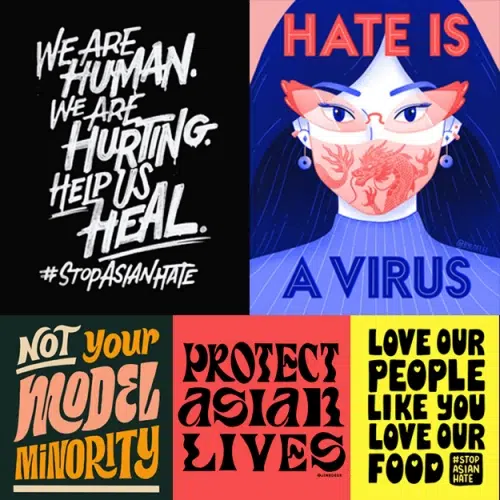 WE ARE
HUMAN.
WE ARE
HURTING.
HELP US
HEAL.
#STOPASIANHATE
HATE IS
A VIRUS
NOT your
MODEL
MINORITY
PROTECT
ASIAN
LIVES
LOVE OUR
PEOPLE
LIKE YOU
LOVE OUR
FOOD
#STOP
ASIAN
HATE